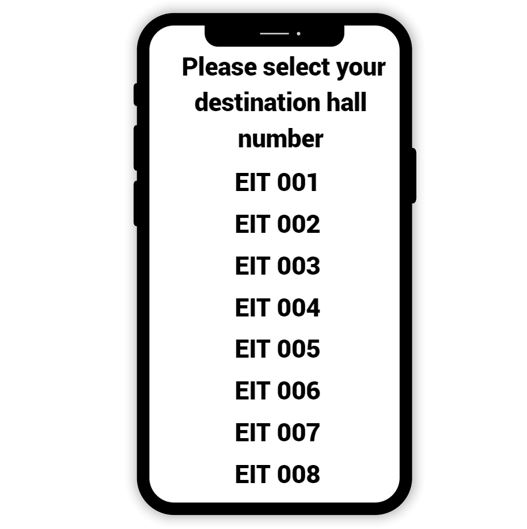 Please select your
destination hall
number
EIT 001
EIT 002
EIT 003
EIT 004
EIT 005
EIT 006
EIT 007
EIT 008